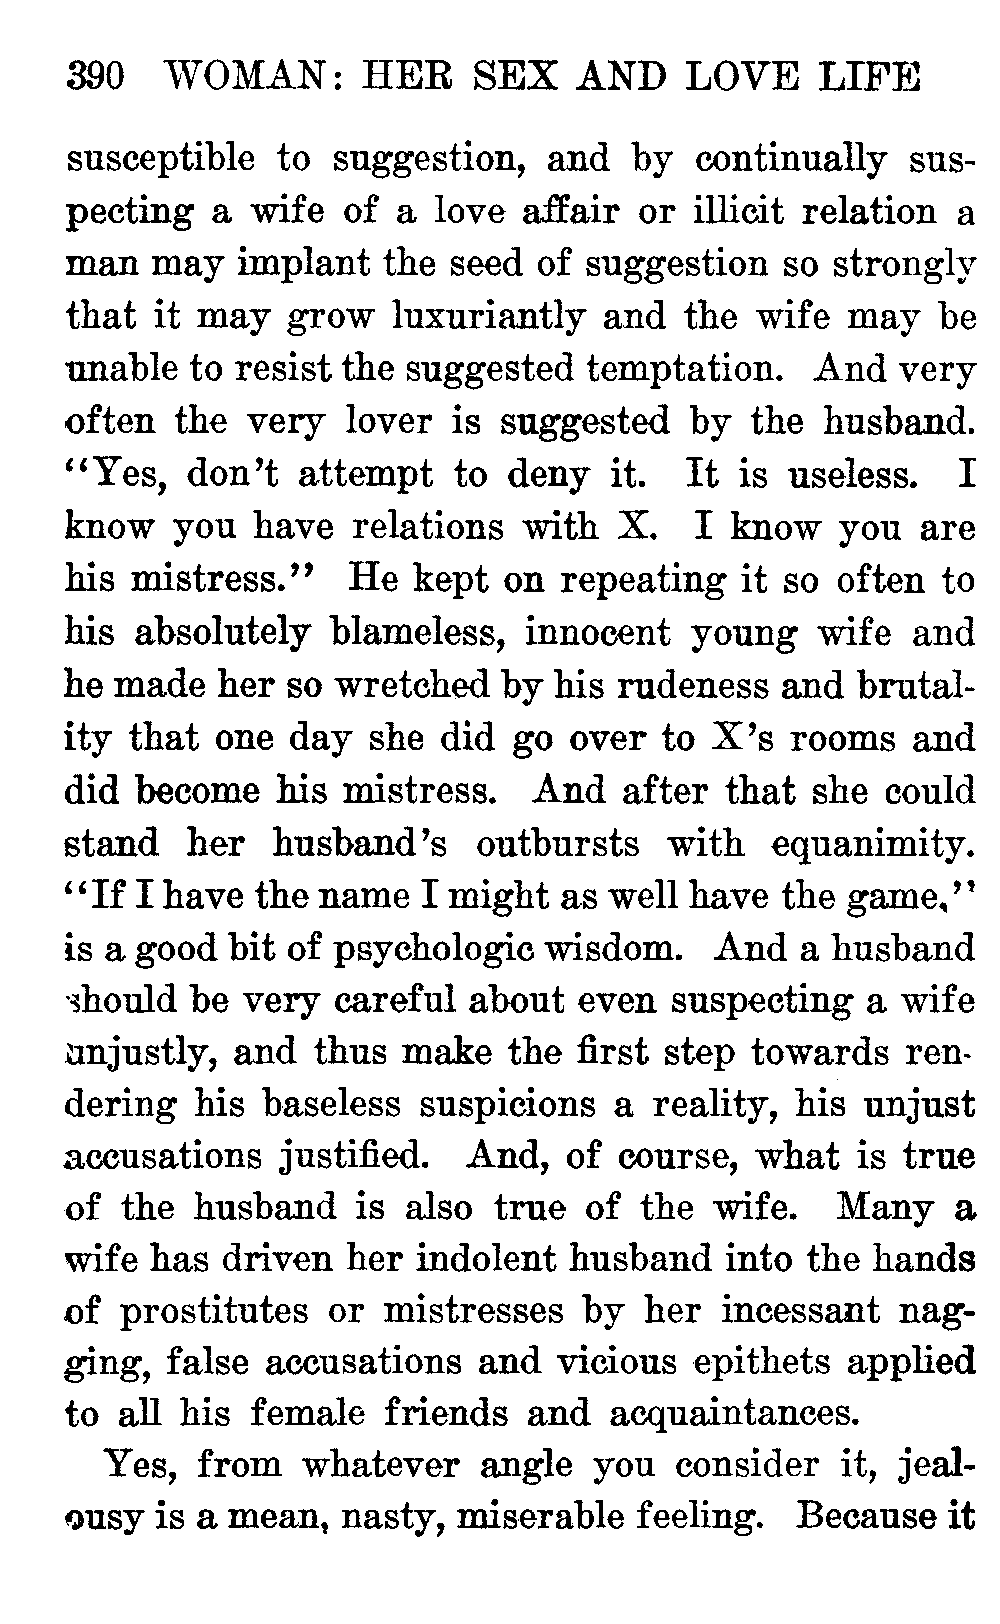 390 WOMAN: HER SEX AND LOVE LIFE
susceptible to suggestion, and by continually sus-
pecting a wife of a love affair or illicit relation a
man may implant the seed of suggestion so strongly
that it may grow luxuriantly and the wife may be
unable to resist the suggested temptation. And very
often the very lover is suggested by the husband.
"Yes, don't attempt to deny it. It is useless. I
know you have relations with X. I know you are
his mistress." He kept on repeating it so often to
his absolutely blameless, innocent young wife and
he made her so wretched by his rudeness and brutal-
ity that one day she did go over to X's rooms and
did become his mistress. And after that she could
stand her husband's outbursts with equanimity.
"If I have the name I might as well have the game,"
is a good bit of psychologic wisdom. And a husband
should be very careful about even suspecting a wife
unjustly, and thus make the first step towards ren-
dering his baseless suspicions a reality, his unjust
accusations justified. And, of course, what is true
of the husband is also true of the wife. Many a
wife has driven her indolent husband into the hands
of prostitutes or mistresses by her incessant nag-
ging, false accusations and vicious epithets applied
to all his female friends and acquaintances.
Yes, from whatever angle you consider it, jeal-
ousy is a mean, nasty, miserable feeling. Because it